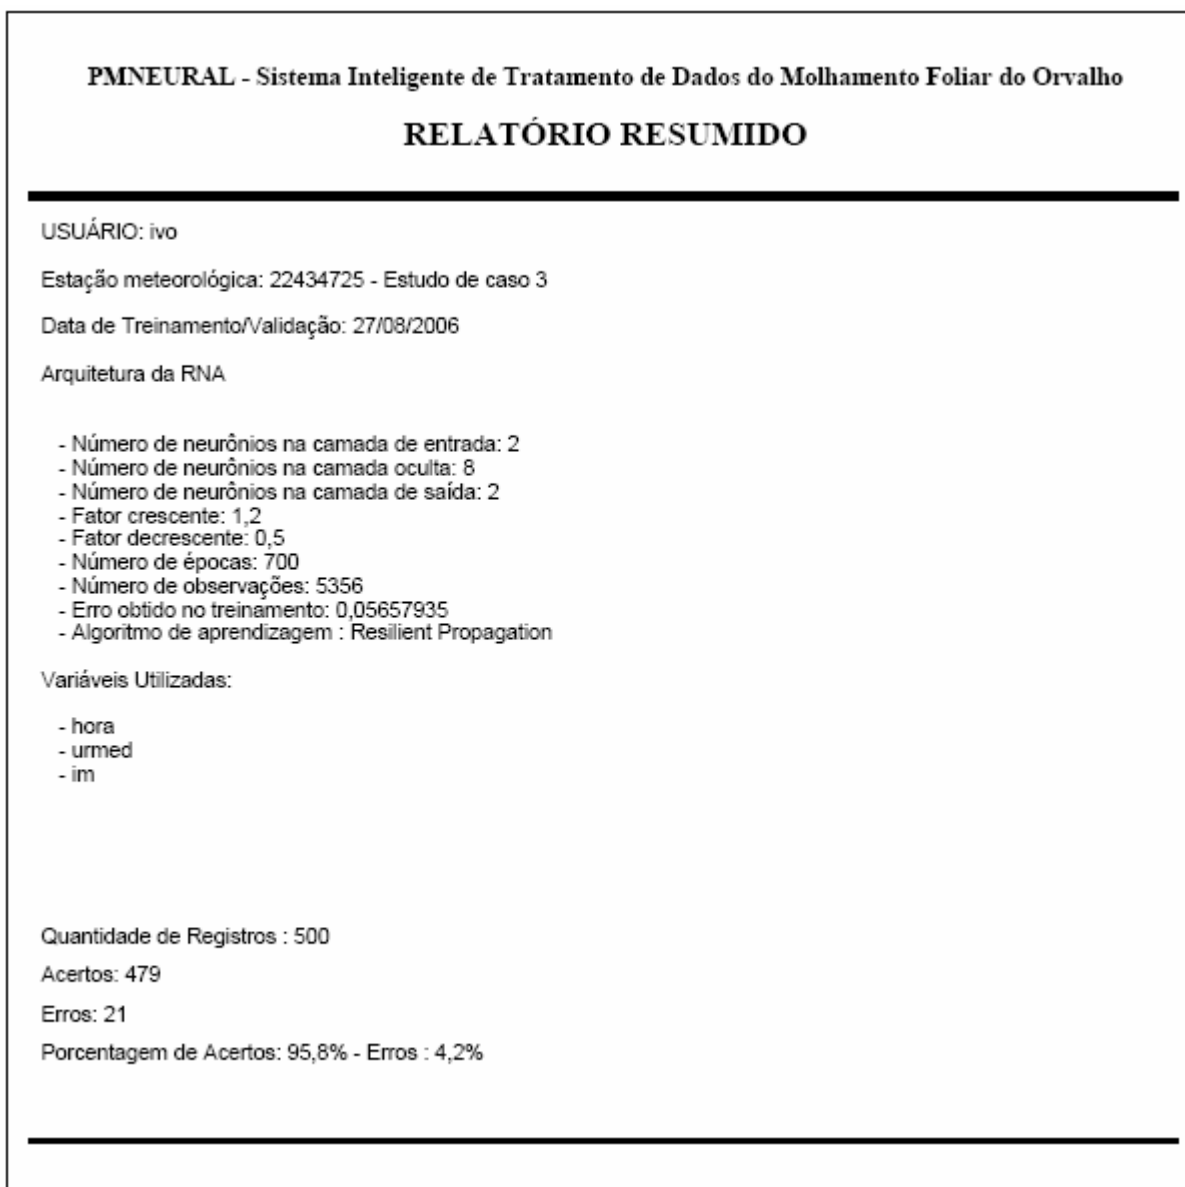 PMNEURAL - Sistema Inteligente de Tratamento de Dados do Molhamento Foliar do Orvalho
RELATÓRIO RESUMIDO
USUÁRIO: ivo
Estação meteorológica: 22434725 - Estudo de caso 3
Data de Treinamento/Validação: 27/08/2006
Arquitetura da RNA
- Número de neurônios na camada de entrada: 2
- Número de neurônios na camada oculta: 8
- Número de neurônios na camada de saída: 2
- Fator crescente: 1,2
- Fator decrescente: 0,5
- Número de épocas: 700
- Número de observações: 5356
- Erro obtido no treinamento: 0,05657935
- Algoritmo de aprendizagem : Resilient Propagation
Variáveis Utilizadas:
- hora
- urmed
- im
Quantidade de Registros : 500
Acertos: 479
Erros: 21
Porcentagem de Acertos: 95,8% - Erros : 4,2%